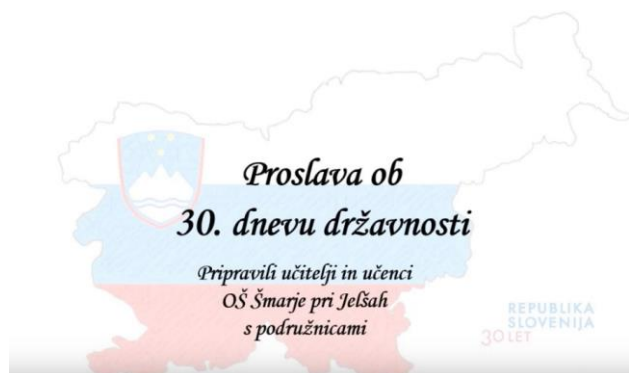 Proslava ob
30. dnevu državnosti
Pripravili učitelji in učenci
OŠ Šmarje pri Jelšah
s podružnicami
REPUBLIKA
SLOVENIJA
30 LET